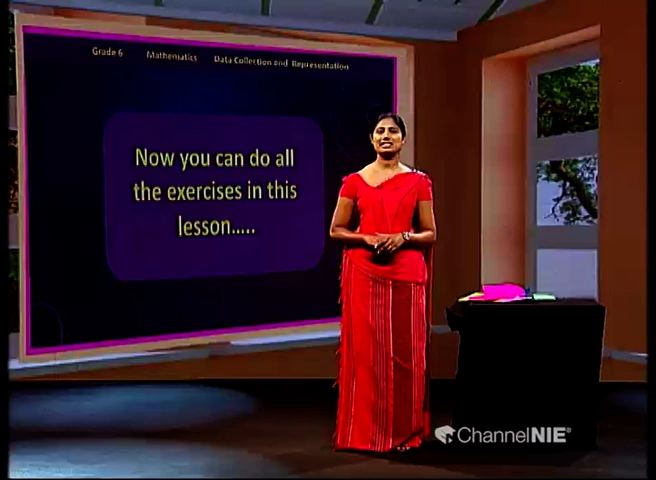 Grade 6 Mathematics Data Collection and Representation
Now you can do all
the exercises in this
lesson.....
ChannelNIE®